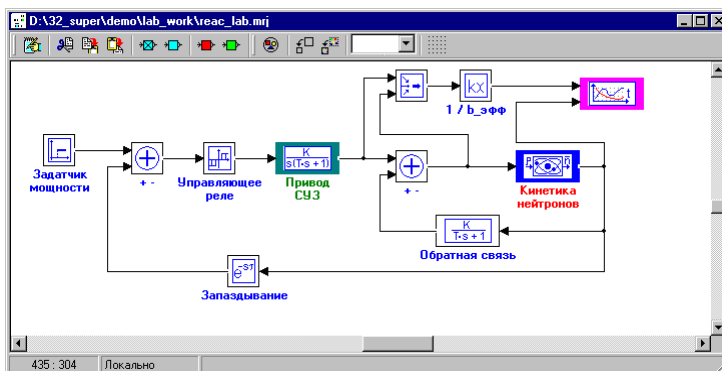 D:\32_super\demo\lab_work\reac_lab.mrj
kx
1 / b_эфф
t
Задатчик
мощности
+ -
Управляющее
реле
K
s(T·s + 1)
Привод
СУЗ
+ -
ρ n
Кинетика
нейтронов
K
T·s + 1
Обратная связь
e^-sτ
Запаздывание
435 : 304
Локально